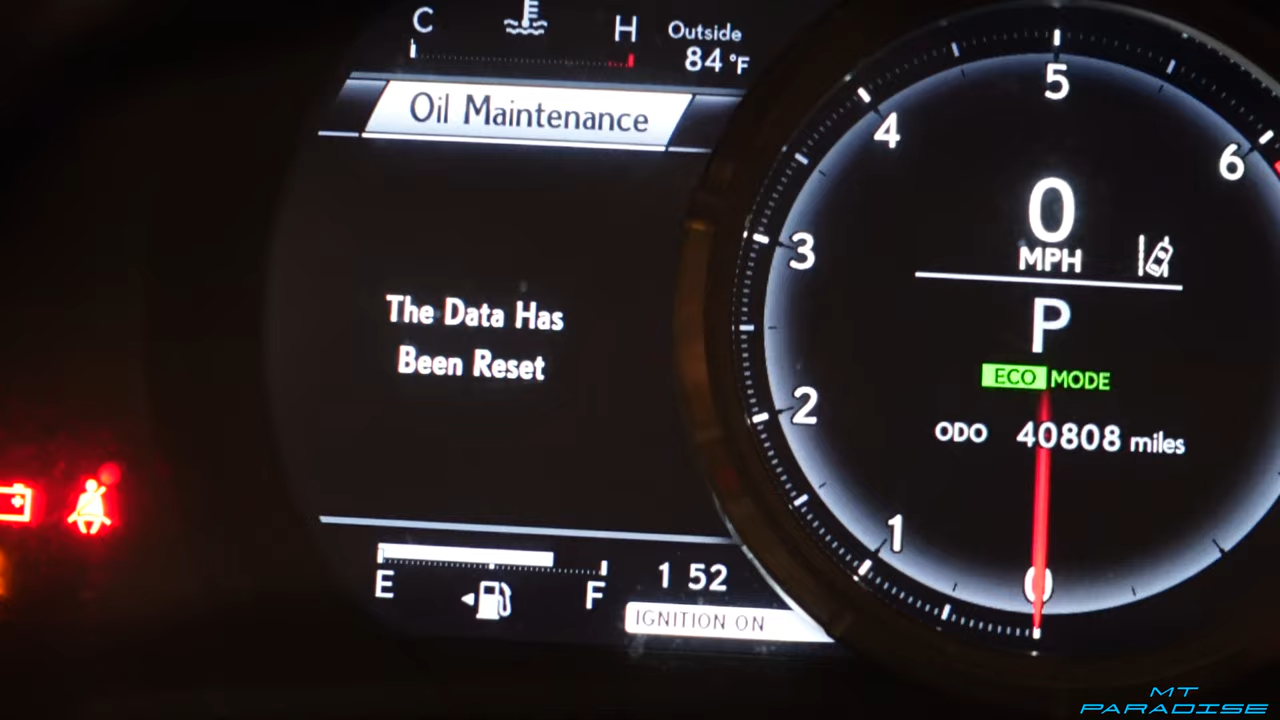 C H
Outside
84 °F
Oil Maintenance
The Data Has
Been Reset
E F
1 52
IGNITION ON
5
4
6
3
2
1
0
0
MPH
P
ECO MODE
ODO 40808 miles
MT
PARADISE